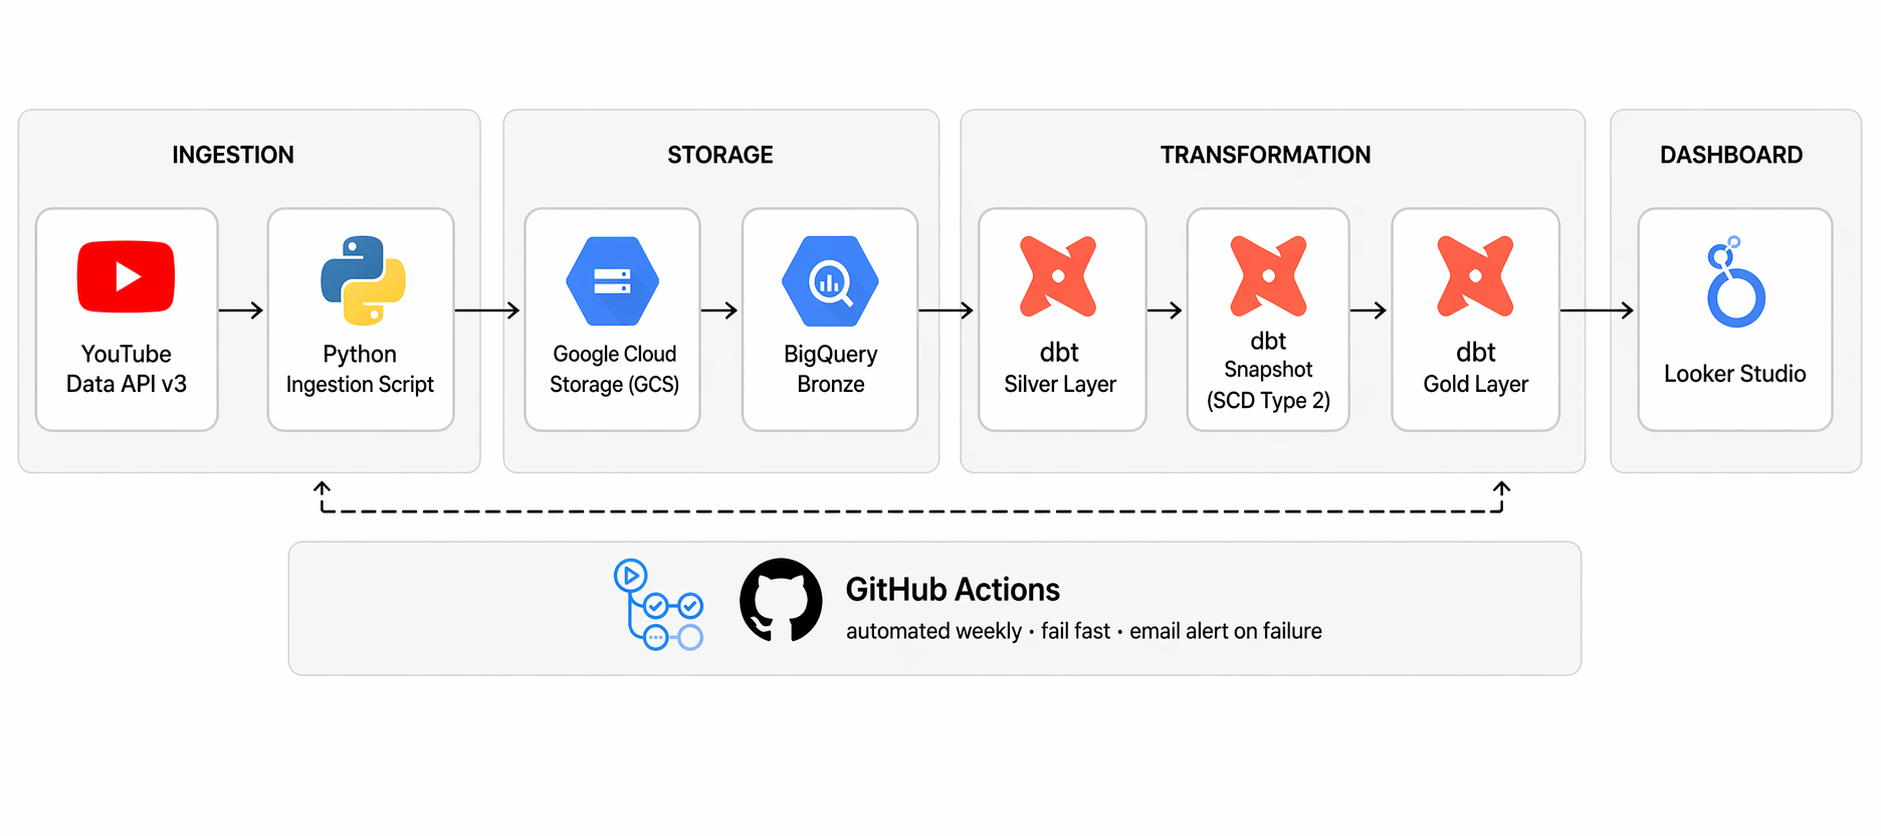 INGESTION
YouTube
Data API v3
Python
Ingestion Script
STORAGE
Google Cloud
Storage (GCS)
BigQuery
Bronze
TRANSFORMATION
dbt
Silver Layer
dbt
Snapshot
(SCD Type 2)
dbt
Gold Layer
DASHBOARD
Looker Studio
GitHub Actions
automated weekly • fail fast • email alert on failure